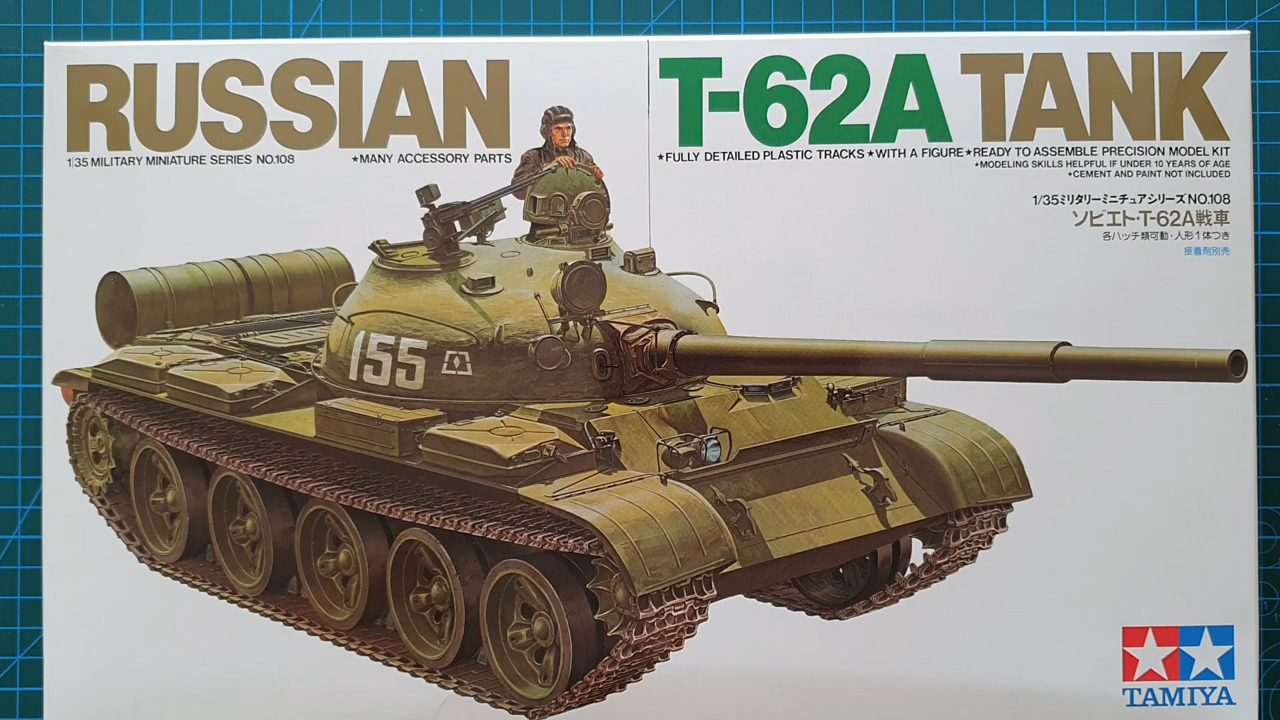 RUSSIAN T-62A TANK
1/35 MILITARY MINIATURE SERIES NO.108 ★MANY ACCESSORY PARTS
★FULLY DETAILED PLASTIC TRACKS ★WITH A FIGURE ★READY TO ASSEMBLE PRECISION MODEL KIT
★MODELING SKILLS HELPFUL IF UNDER 10 YEARS OF AGE
★CEMENT AND PAINT NOT INCLUDED
1/35ミリタリーミニチュアシリーズNO.108
ソビエト・T-62A戦車
各ハッチ類可動・人形1体つき
接着剤別売
155
TAMIYA